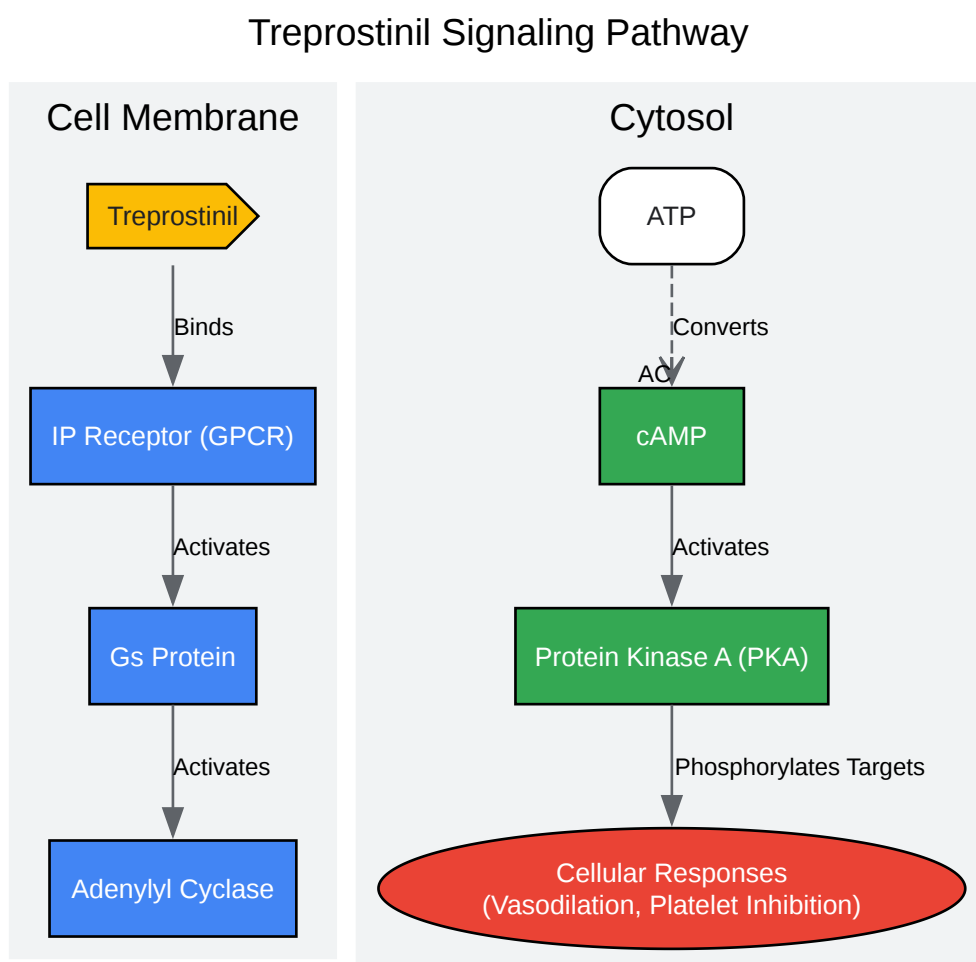 Treprostinil Signaling Pathway
Cell Membrane
Treprostinil
Binds
IP Receptor (GPCR)
Activates
Gs Protein
Activates
Adenylyl Cyclase
Cytosol
ATP
Converts
AC
cAMP
Activates
Protein Kinase A (PKA)
Phosphorylates Targets
Cellular Responses
(Vasodilation, Platelet Inhibition)